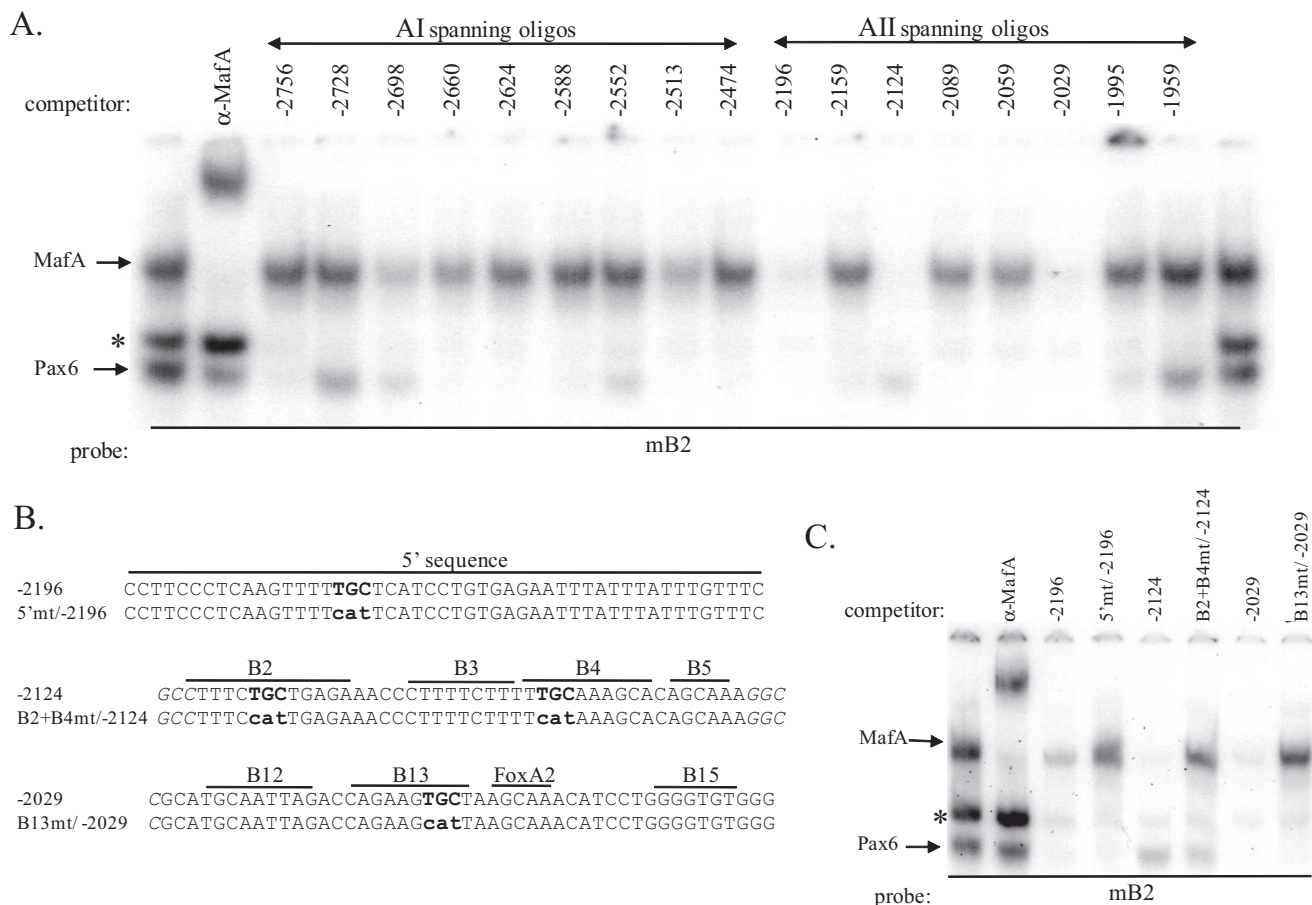 A.
AI spanning oligos
AII spanning oligos
competitor: α-MafA -2756 -2728 -2698 -2660 -2624 -2588 -2552 -2513 -2474 -2196 -2159 -2124 -2089 -2059 -2029 -1995 -1959
MafA
*
Pax6
probe: mB2
B.
5' sequence
-2196 CCTTCCCTCAAGTTTTTGCTCATCCTGTGAGAATTTATTTATTTGTTTC
5'mt/-2196 CCTTCCCTCAAGTTTTcatTCATCCTGTGAGAATTTATTTATTTGTTTC
B2 B3 B4 B5
-2124 GCCTTTCTGCTGAGAAACCCTTTTCTTTTTGCAAAGCACAGCAAAGGC
B2+B4mt/-2124 GCCTTTCcatTGAGAAACCCTTTTCTTTTcatAAAGCACAGCAAAGGC
B12 B13 FoxA2 B15
-2029 CGCATGCAATTAGACCAGAAGTGCTAAGCAAACATCCTGGGGTGTGGG
B13mt/-2029 CGCATGCAATTAGACCAGAAGcatTAAGCAAACATCCTGGGGTGTGGG
C.
competitor: α-MafA -2196 5'mt/-2196 -2124 B2+B4mt/-2124 -2029 B13mt/-2029
MafA
*
Pax6
probe: mB2